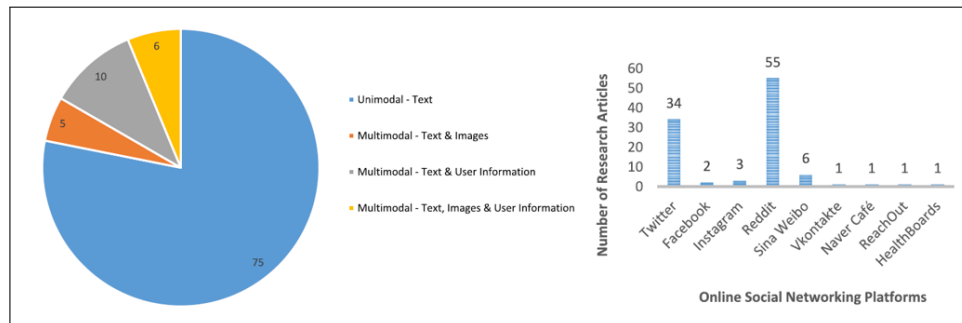 6
10
5
75
Unimodal - Text
Multimodal - Text & Images
Multimodal - Text & User Information
Multimodal - Text, Images & User Information
Number of Research Articles
60
50
40
30
20
10
0
34
2
3
55
6
1
1
1
1
Twitter
Facebook
Instagram
Reddit
Sina Weibo
Vkontakte
Naver Café
ReachOut
HealthBoards
Online Social Networking Platforms